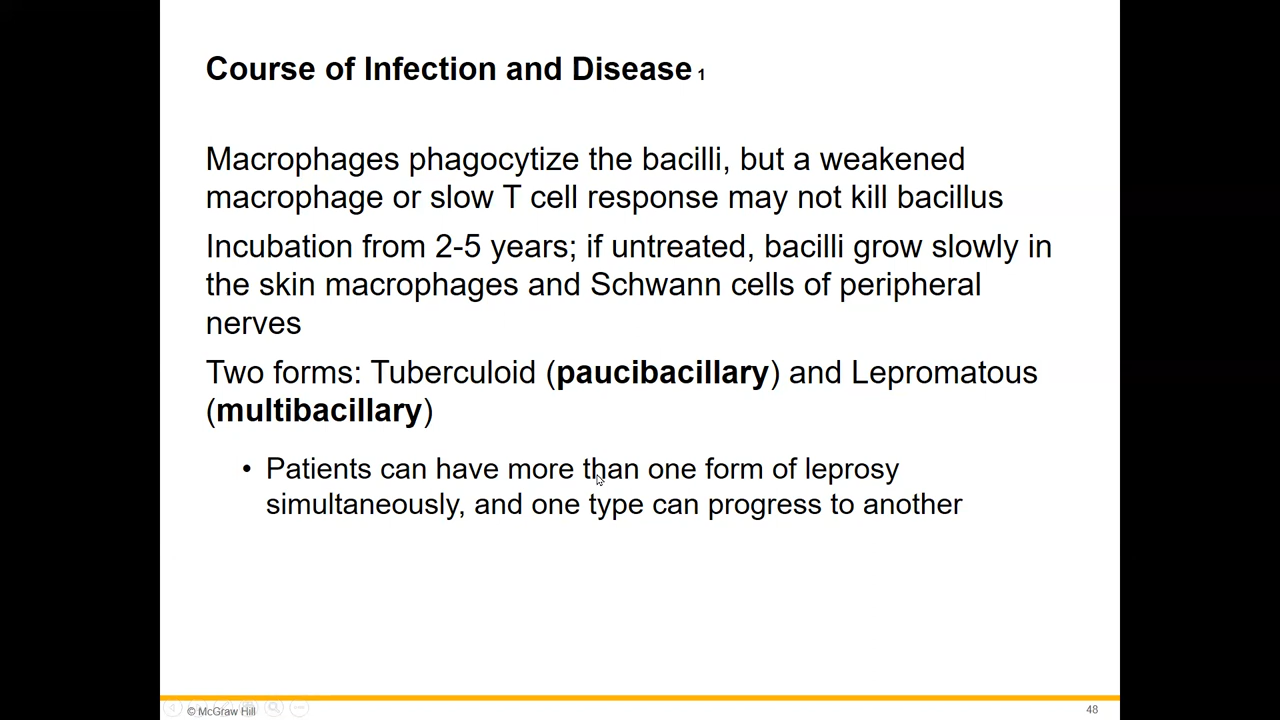 Course of Infection and Disease 1
Macrophages phagocytize the bacilli, but a weakened
macrophage or slow T cell response may not kill bacillus
Incubation from 2-5 years; if untreated, bacilli grow slowly in
the skin macrophages and Schwann cells of peripheral
nerves
Two forms: Tuberculoid (paucibacillary) and Lepromatous
(multibacillary)
• Patients can have more than one form of leprosy
simultaneously, and one type can progress to another
© McGraw Hill
48